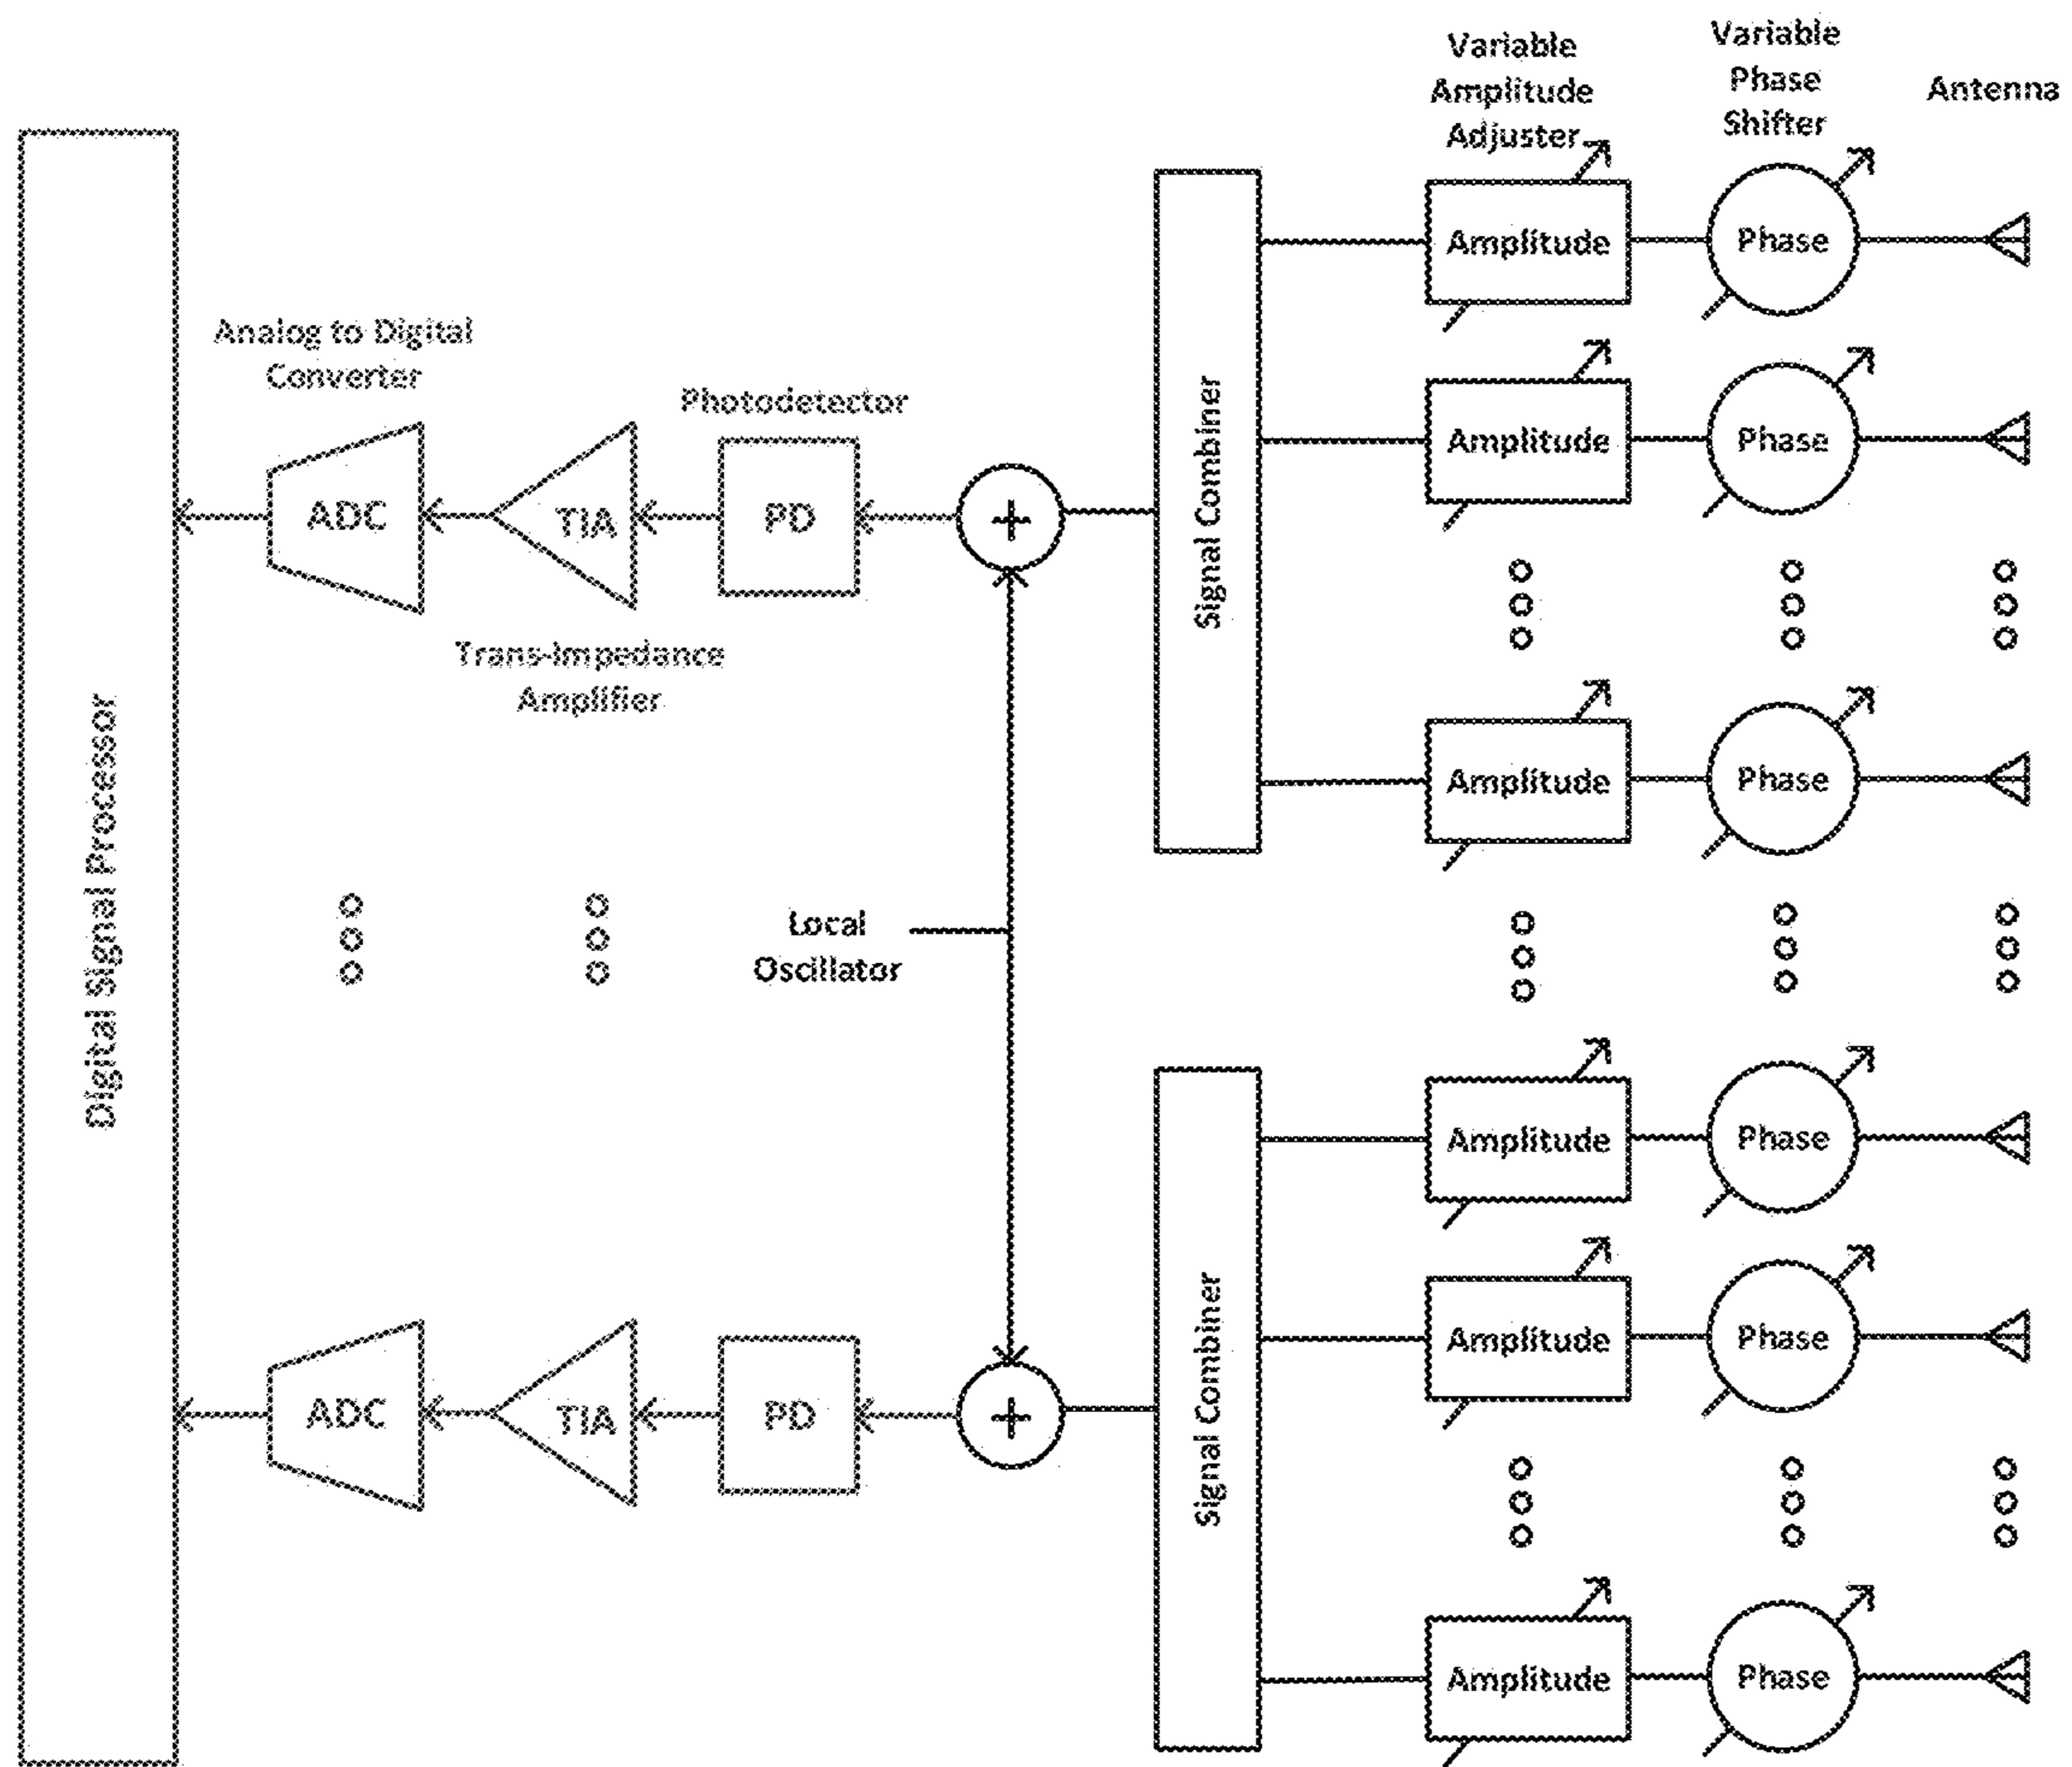 Variable
Amplitude
Adjuster
Variable
Phase
Shifter
Antenna
Amplitude
Phase
Analog to Digital
Converter
Photodetector
Amplitude
Phase
ADC
TIA
PD
+
Signal Combiner
Trans-Impedance
Amplifier
Amplitude
Phase
Digital Signal Processor
Local
Oscillator
Amplitude
Phase
Amplitude
Phase
ADC
TIA
PD
+
Signal Combiner
Amplitude
Phase